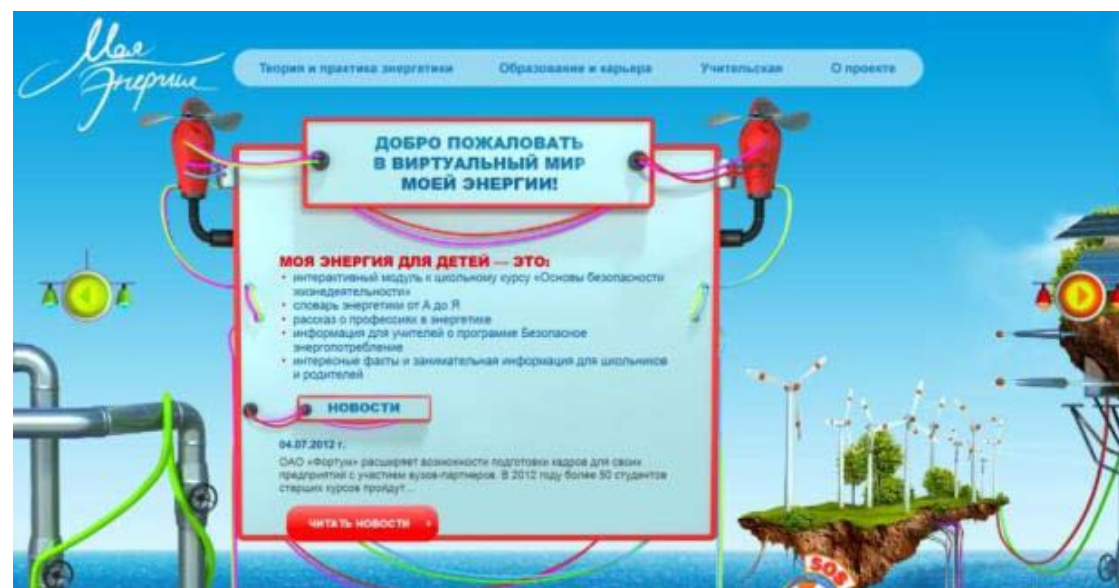 Моя
Энергия
Теория и практика энергетики
Образование и карьера
Учительская
О проекте
ДОБРО ПОЖАЛОВАТЬ
В ВИРТУАЛЬНЫЙ МИР
МОЕЙ ЭНЕРГИИ!
МОЯ ЭНЕРГИЯ ДЛЯ ДЕТЕЙ — ЭТО:
• интерактивный модуль к школьному курсу «Основы безопасности
жизнедеятельности»
• словарь энергетики от А до Я
• рассказ о профессиях в энергетике
• информация для учителей о программе Безопасное
энергопотребление
• интересные факты и занимательная информация для школьников
и родителей
НОВОСТИ
04.07.2012 г.
ОАО «Фортум» расширяет возможности подготовки кадров для своих
предприятий с участием вузов-партнеров. В 2012 году более 50 студентов
старших курсов пройдут...
ЧИТАТЬ НОВОСТИ
SOS